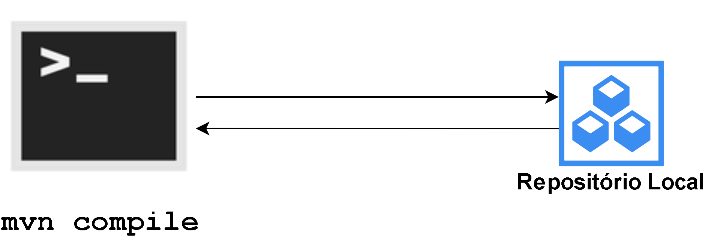 >_
Repositório Local
mvn compile